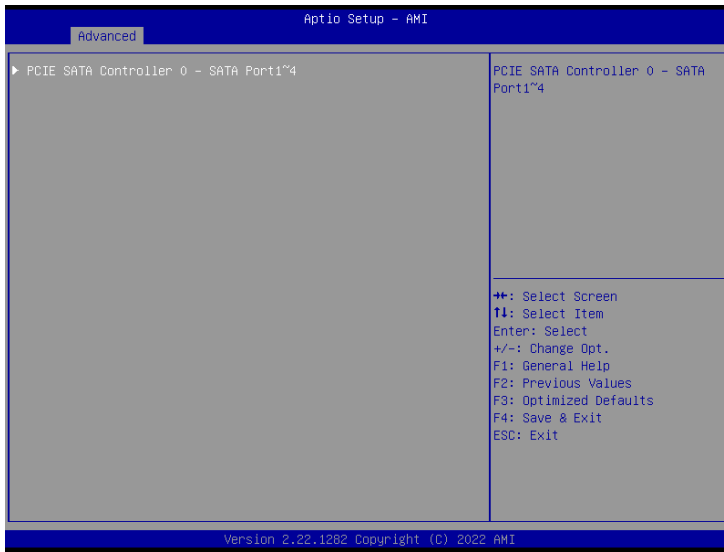 Aptio Setup – AMI
Advanced
▶ PCIE SATA Controller 0 – SATA Port1~4
PCIE SATA Controller 0 – SATA
Port1~4
→←: Select Screen
↑↓: Select Item
Enter: Select
+/-: Change Opt.
F1: General Help
F2: Previous Values
F3: Optimized Defaults
F4: Save & Exit
ESC: Exit
Version 2.22.1282 Copyright (C) 2022 AMI